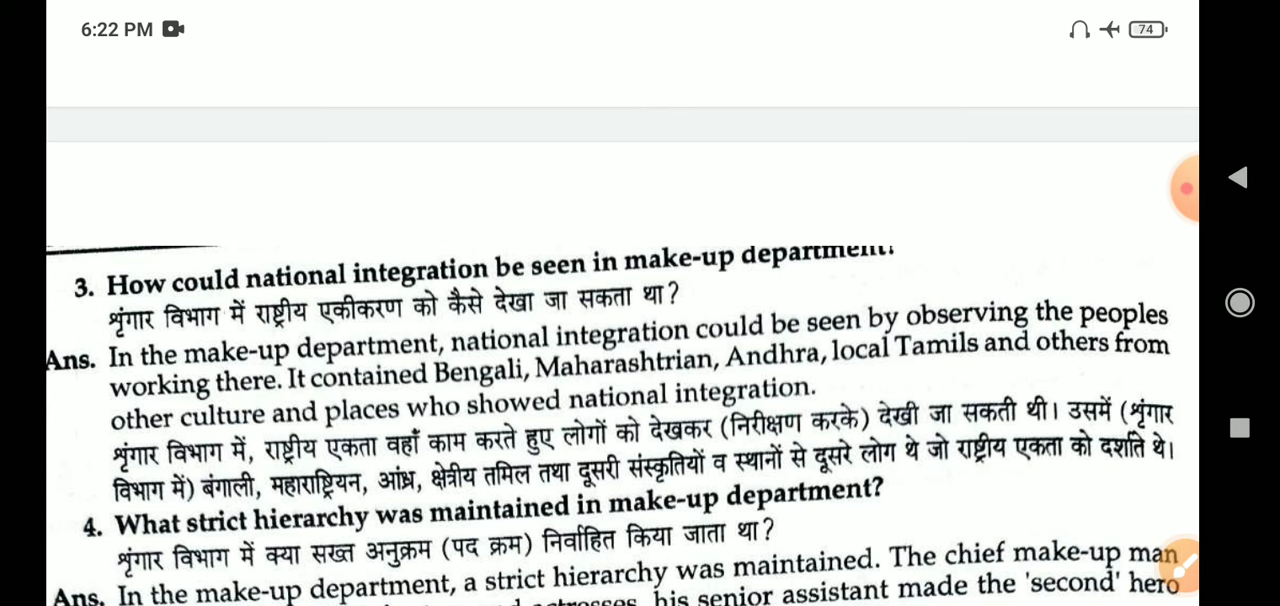 6:22 PM
74
3. How could national integration be seen in make-up department?
शृंगार विभाग में राष्ट्रीय एकीकरण को कैसे देखा जा सकता था?
Ans. In the make-up department, national integration could be seen by observing the peoples
working there. It contained Bengali, Maharashtrian, Andhra, local Tamils and others from
other culture and places who showed national integration.
शृंगार विभाग में, राष्ट्रीय एकता वहाँ काम करते हुए लोगों को देखकर (निरीक्षण करके) देखी जा सकती थी। उसमें (शृंगार
विभाग में) बंगाली, महाराष्ट्रियन, आंध्र, क्षेत्रीय तमिल तथा दूसरी संस्कृतियों व स्थानों से दूसरे लोग थे जो राष्ट्रीय एकता को दर्शाते थे।
4. What strict hierarchy was maintained in make-up department?
शृंगार विभाग में क्या सख्त अनुक्रम (पद क्रम) निर्वाहित किया जाता था?
Ans. In the make-up department, a strict hierarchy was maintained. The chief make-up man
his senior assistant made the 'second' hero